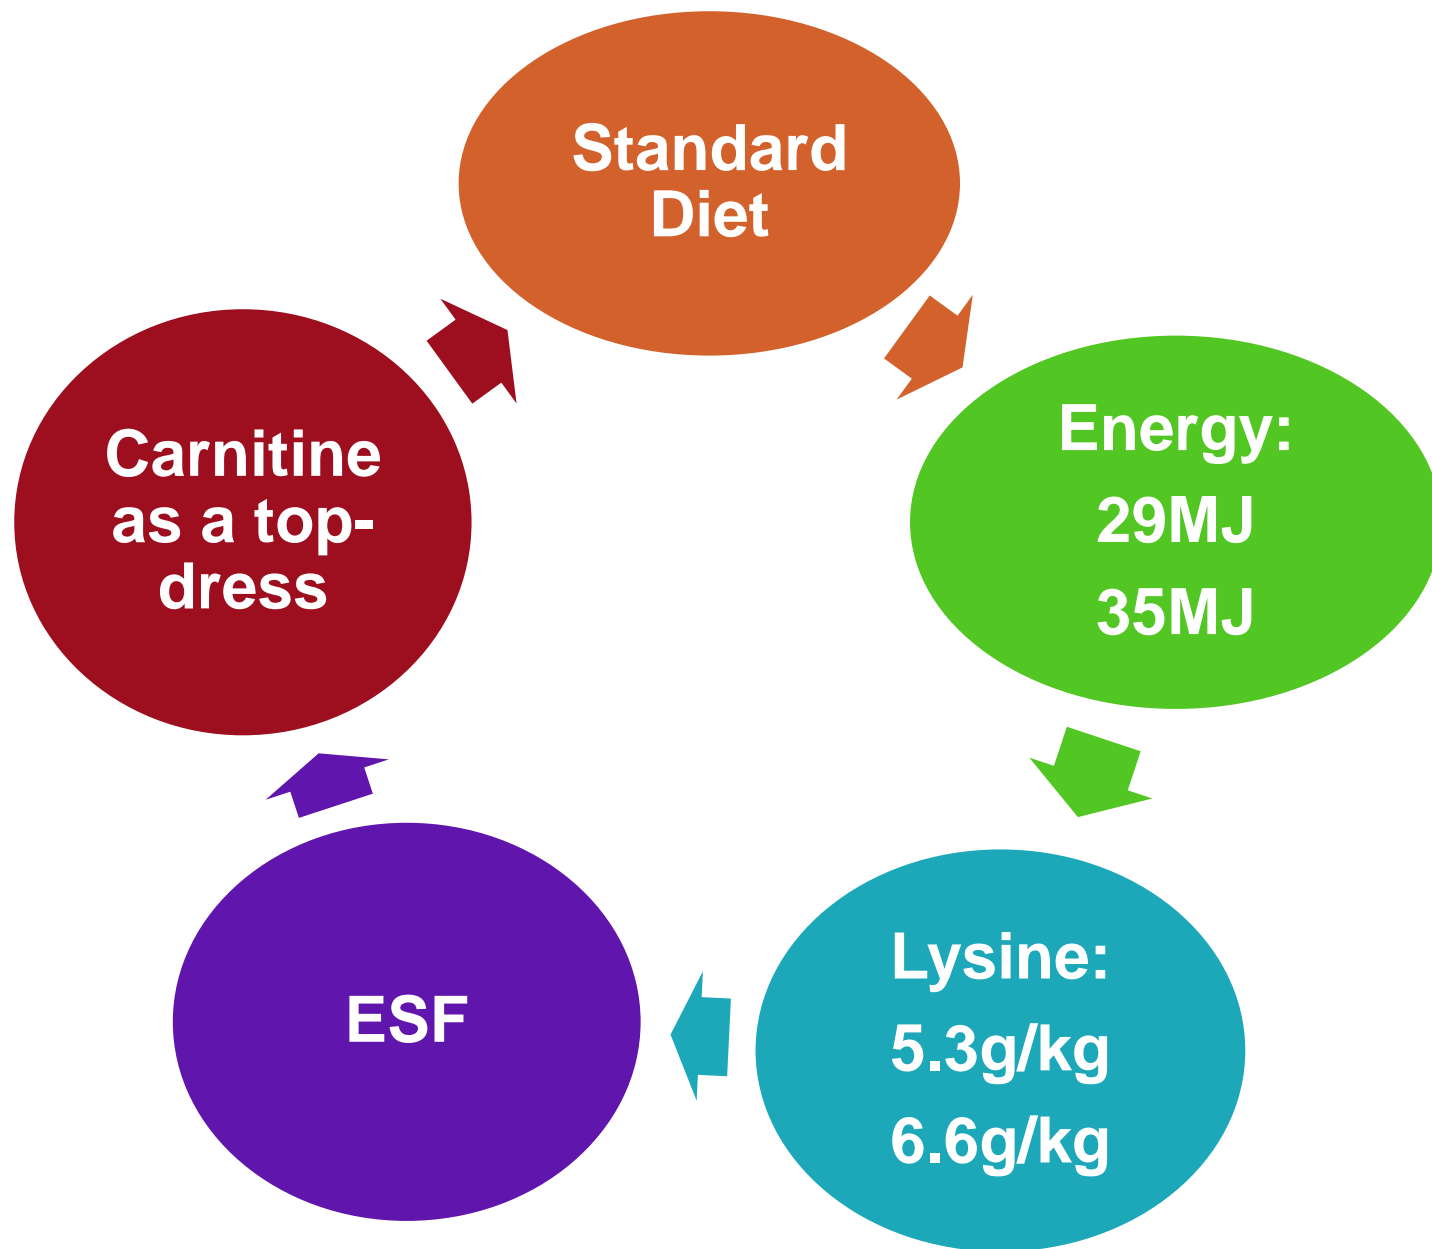 Standard
Diet
Energy:
29MJ
35MJ
Lysine:
5.3g/kg
6.6g/kg
ESF
Carnitine
as a top-
dress